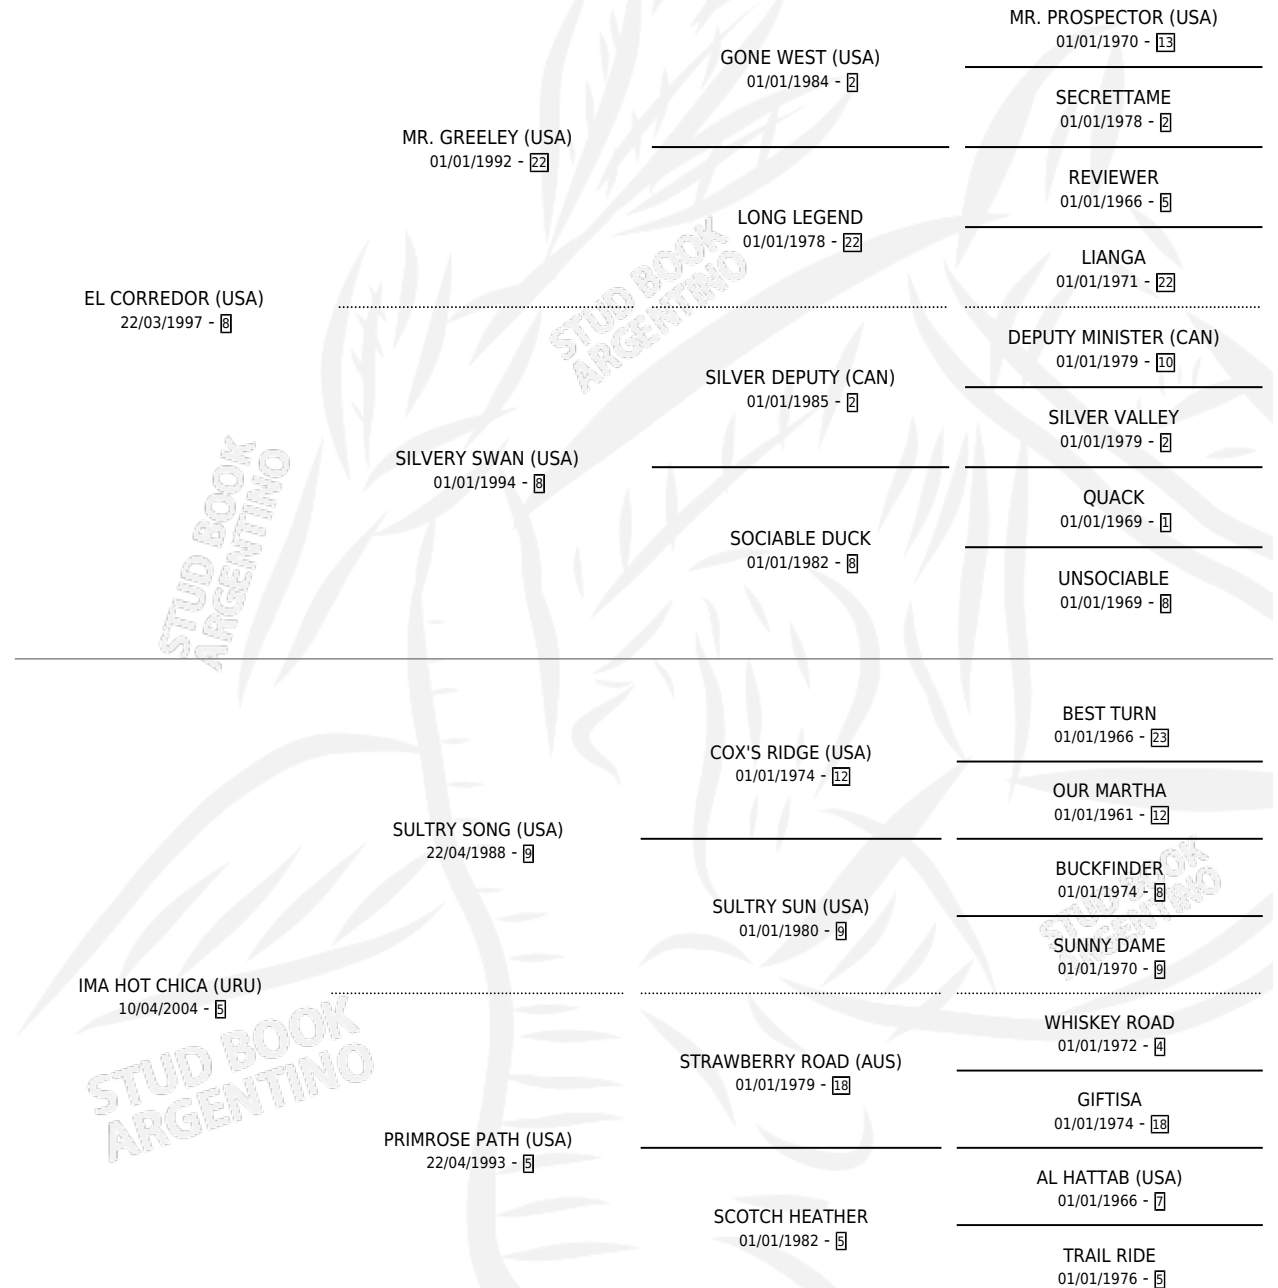 MR. PROSPECTOR (USA)
01/01/1970 - 13
GONE WEST (USA)
01/01/1984 - 2
SECRETTAME
01/01/1978 - 2
MR. GREELEY (USA)
01/01/1992 - 22
REVIEWER
01/01/1966 - 5
LONG LEGEND
01/01/1978 - 22
LIANGA
01/01/1971 - 22
EL CORREDOR (USA)
22/03/1997 - 8
STUD BOOK
ARGENTINO
DEPUTY MINISTER (CAN)
01/01/1979 - 10
SILVER DEPUTY (CAN)
01/01/1985 - 2
SILVER VALLEY
01/01/1979 - 2
SILVERY SWAN (USA)
01/01/1994 - 8
QUACK
01/01/1969 - 1
SOCIABLE DUCK
01/01/1982 - 8
UNSOCIABLE
01/01/1969 - 8
STUD BOOK
ARGENTINO
BEST TURN
01/01/1966 - 23
COX'S RIDGE (USA)
01/01/1974 - 12
OUR MARTHA
01/01/1961 - 12
SULTRY SONG (USA)
22/04/1988 - 9
BUCKFINDER
01/01/1974 - 8
SULTRY SUN (USA)
01/01/1980 - 9
STUD BOOK
ARGENTINO
SUNNY DAME
01/01/1970 - 9
IMA HOT CHICA (URU)
10/04/2004 - 5
STUD BOOK
ARGENTINO
WHISKEY ROAD
01/01/1972 - 4
STRAWBERRY ROAD (AUS)
01/01/1979 - 18
GIFTISA
01/01/1974 - 18
PRIMROSE PATH (USA)
22/04/1993 - 5
AL HATTAB (USA)
01/01/1966 - 7
SCOTCH HEATHER
01/01/1982 - 5
TRAIL RIDE
01/01/1976 - 5